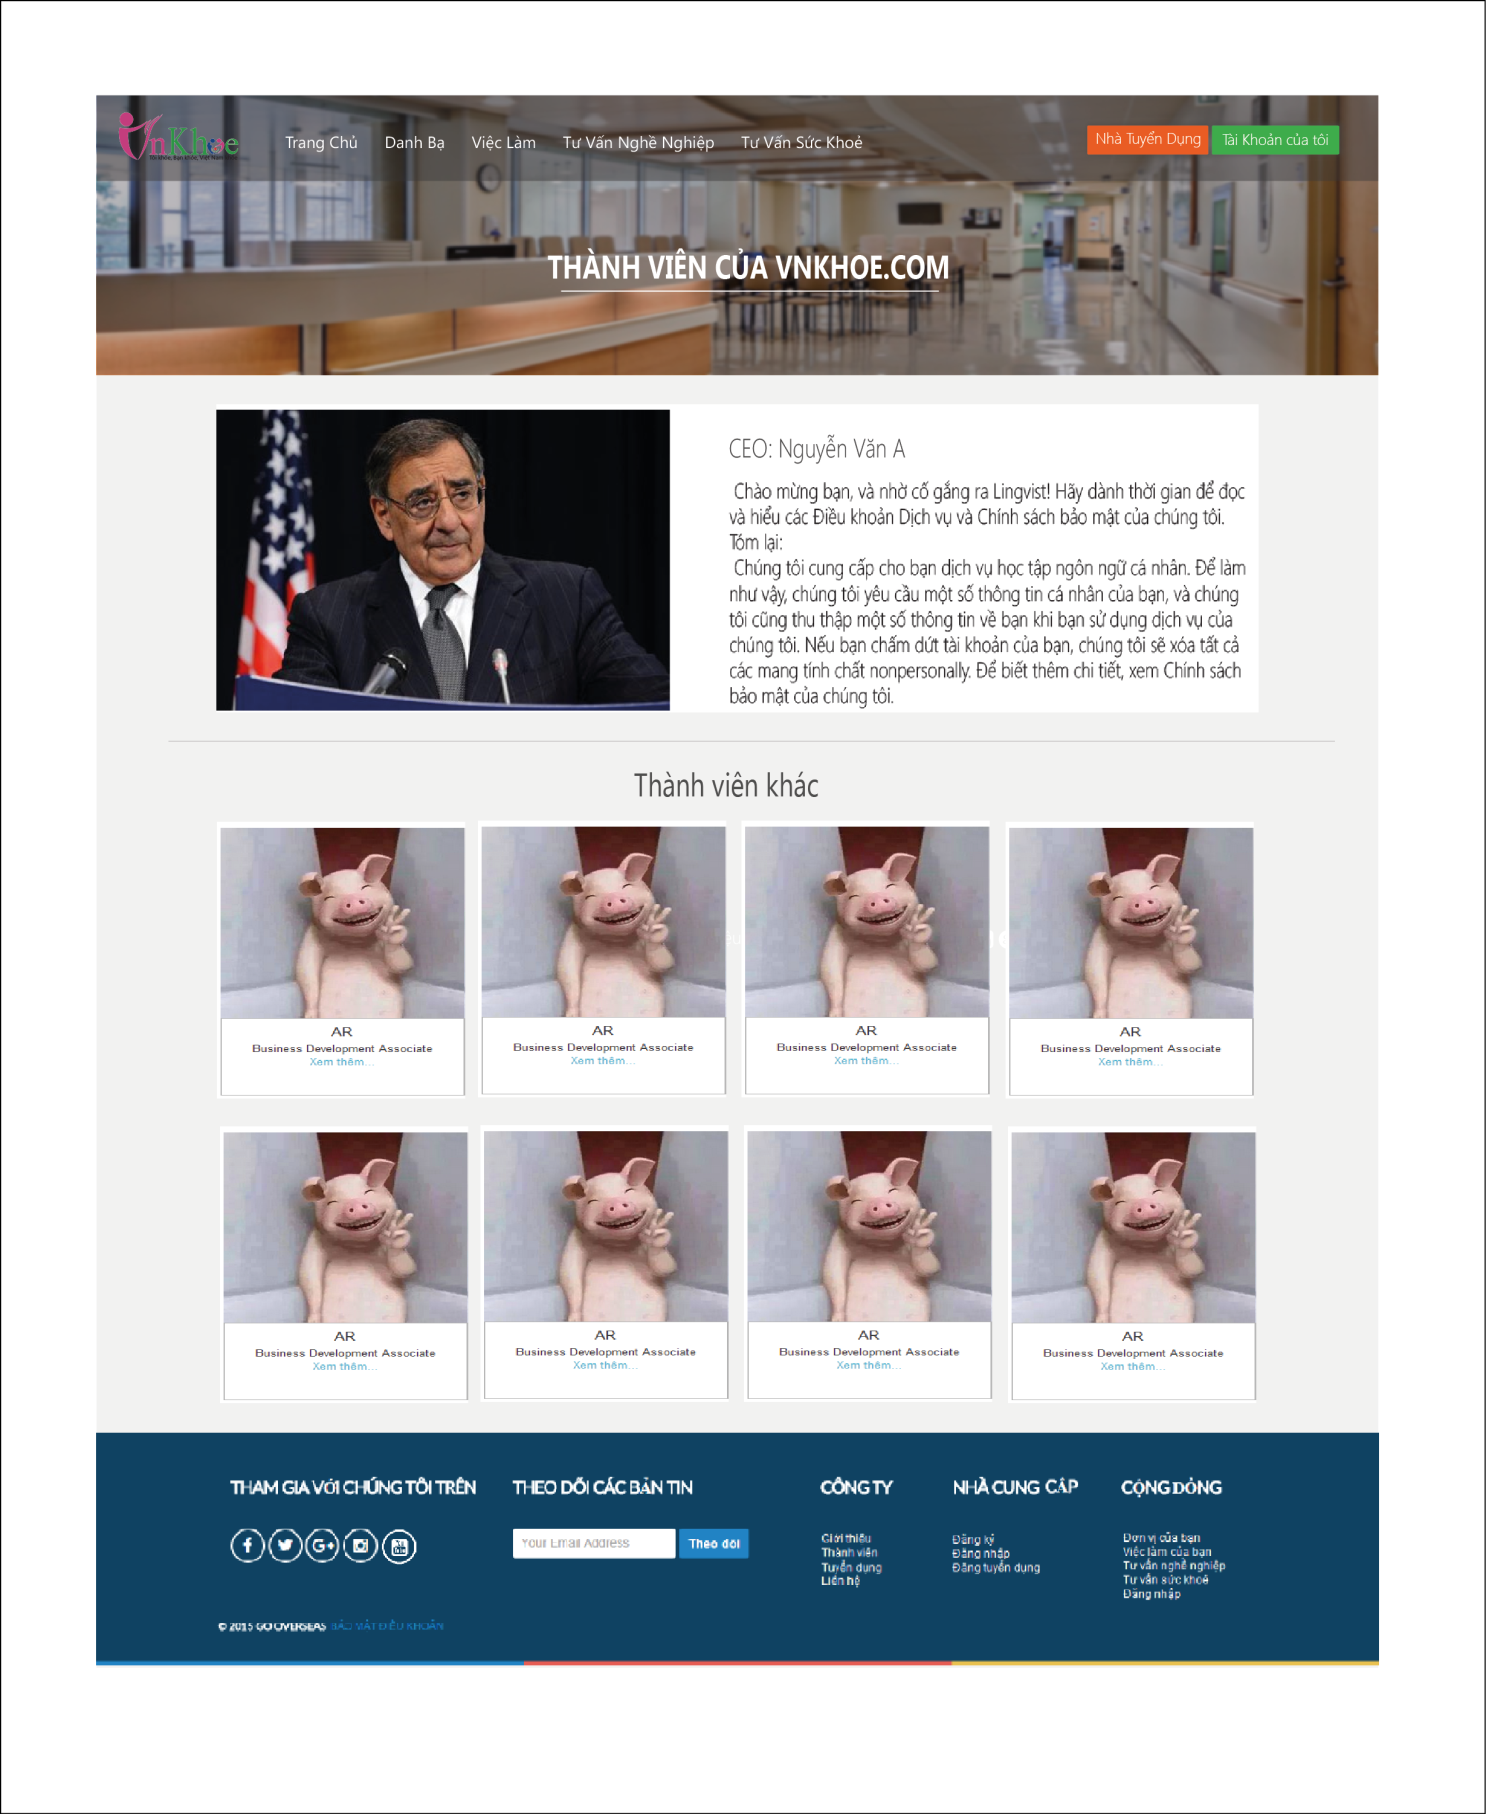 VnKhoe
Trang Chủ Danh Bạ Việc Làm Tư Vấn Nghề Nghiệp Tư Vấn Sức Khoẻ Nhà Tuyển Dụng Tài Khoản của tôi
THÀNH VIÊN CỦA VNKHOE.COM
CEO: Nguyễn Văn A
Chào mừng bạn, và nhờ cố gắng ra Lingvist! Hãy dành thời gian để đọc
và hiểu các Điều khoản Dịch vụ và Chính sách bảo mật của chúng tôi.
Tóm lại:
Chúng tôi cung cấp cho bạn dịch vụ học tập ngôn ngữ cá nhân. Để làm
như vậy, chúng tôi yêu cầu một số thông tin cá nhân của bạn, và chúng
tôi cũng thu thập một số thông tin về bạn khi bạn sử dụng dịch vụ của
chúng tôi. Nếu bạn chấm dứt tài khoản của bạn, chúng tôi sẽ xóa tất cả
các mang tính chất nonpersonally. Để biết thêm chi tiết, xem Chính sách
bảo mật của chúng tôi.
Thành viên khác
AR AR AR AR
Business Development Associate Business Development Associate Business Development Associate Business Development Associate
Xem thêm... Xem thêm... Xem thêm... Xem thêm...
AR AR AR AR
Business Development Associate Business Development Associate Business Development Associate Business Development Associate
Xem thêm... Xem thêm... Xem thêm... Xem thêm...
THAM GIA VỚI CHÚNG TÔI TRÊN THEO DÕI CÁC BẢN TIN CÔNG TY NHÀ CUNG CẤP CỘNG ĐỒNG
Your Email Address Theo dõi
Giới thiệu
Thành viên
Tuyển dụng
Liên hệ
Đăng ký
Đăng nhập
Đăng tuyển dụng
Đơn vị của bạn
Việc làm của bạn
Tư vấn nghề nghiệp
Tư vấn sức khoẻ
Đăng nhập
© 2015 GO OVERSEAS BẢO MẬT ĐIỀU KHOẢN